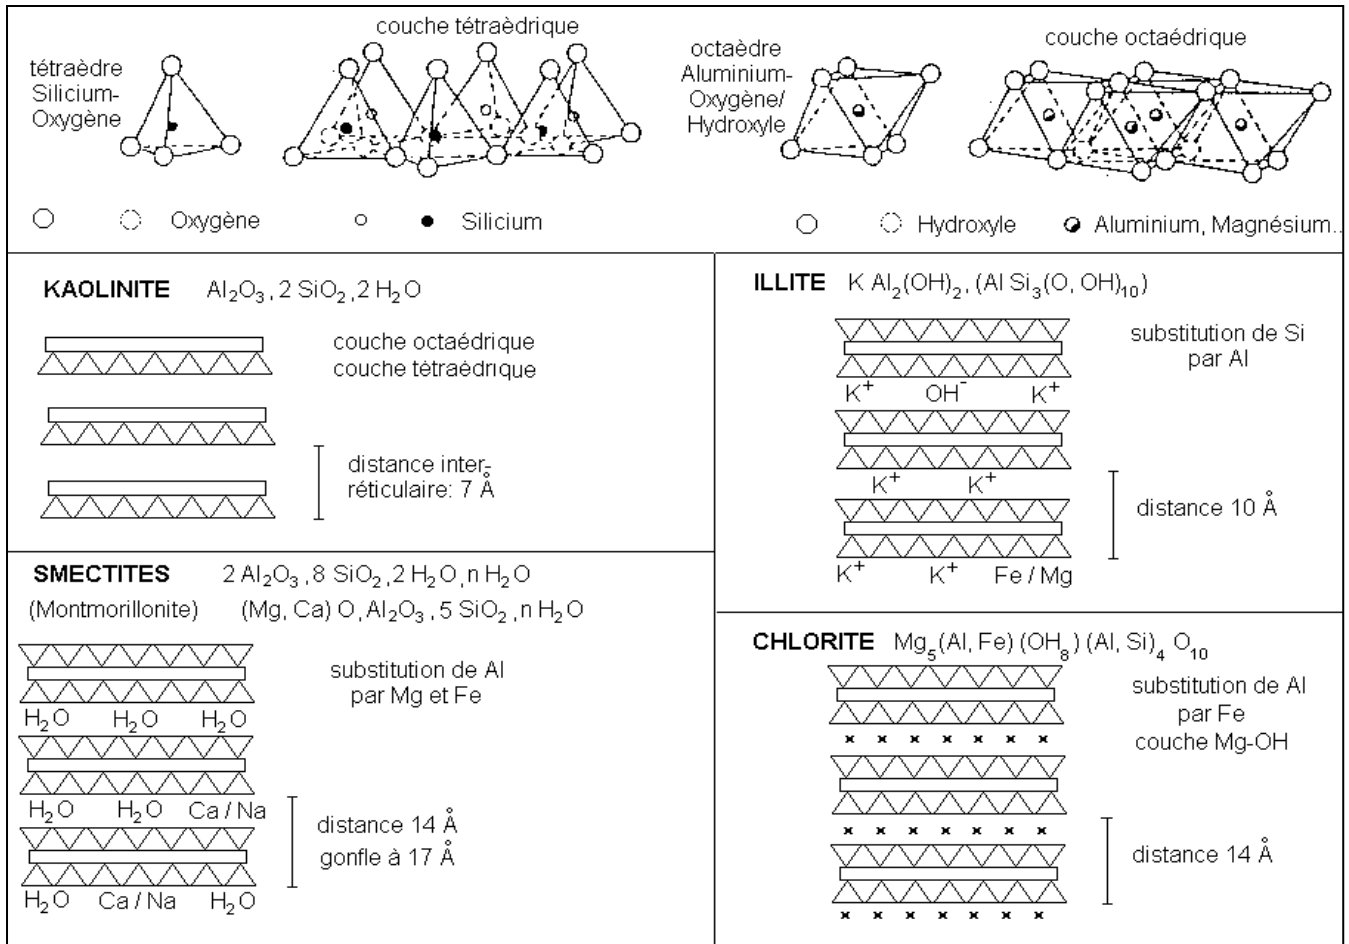 couche tétraèdrique
tétraèdre
Silicium-
Oxygène
octaèdre
Aluminium-
Oxygène/
Hydroxyle
couche octaédrique
Oxygène
Silicium
Hydroxyle
Aluminium, Magnésium..
KAOLINITE Al₂O₃, 2 SiO₂, 2 H₂O
couche octaédrique
couche tétraédrique
distance inter-
réticulaire: 7 Å
ILLITE K Al₂(OH)₂, (Al Si₃(O, OH)₁₀)
substitution de Si
par Al
K⁺ OH⁻ K⁺
K⁺ K⁺
distance 10 Å
K⁺ K⁺ Fe / Mg
SMECTITES 2 Al₂O₃, 8 SiO₂, 2 H₂O, n H₂O
(Montmorillonite) (Mg, Ca) O, Al₂O₃, 5 SiO₂, n H₂O
substitution de Al
par Mg et Fe
H₂O H₂O H₂O
H₂O H₂O Ca / Na
distance 14 Å
gonfle à 17 Å
H₂O Ca / Na H₂O
CHLORITE Mg₅(Al, Fe) (OH₈) (Al, Si)₄ O₁₀
substitution de Al
par Fe
couche Mg-OH
distance 14 Å